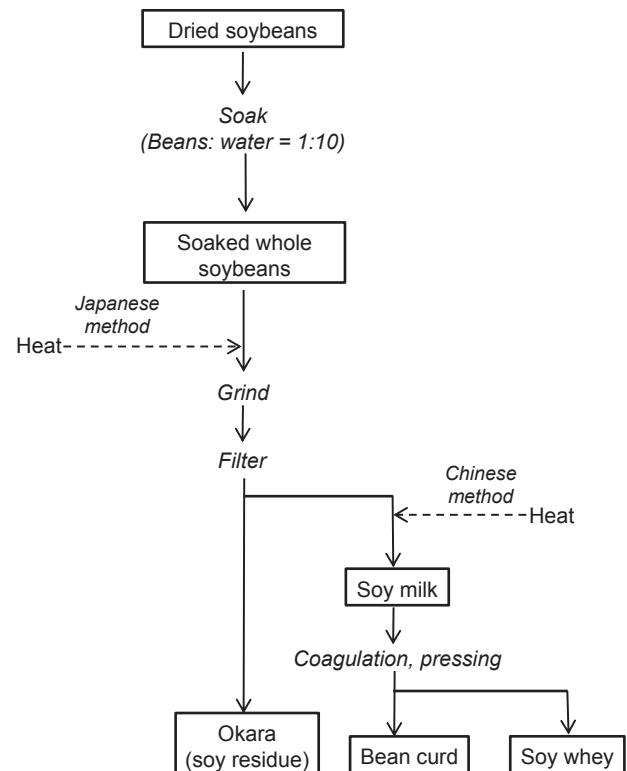 Dried soybeans
Soak
(Beans: water = 1:10)
Soaked whole
soybeans
Japanese
method
Heat
Grind
Filter
Chinese
method
Heat
Soy milk
Coagulation, pressing
Okara
(soy residue)
Bean curd
Soy whey